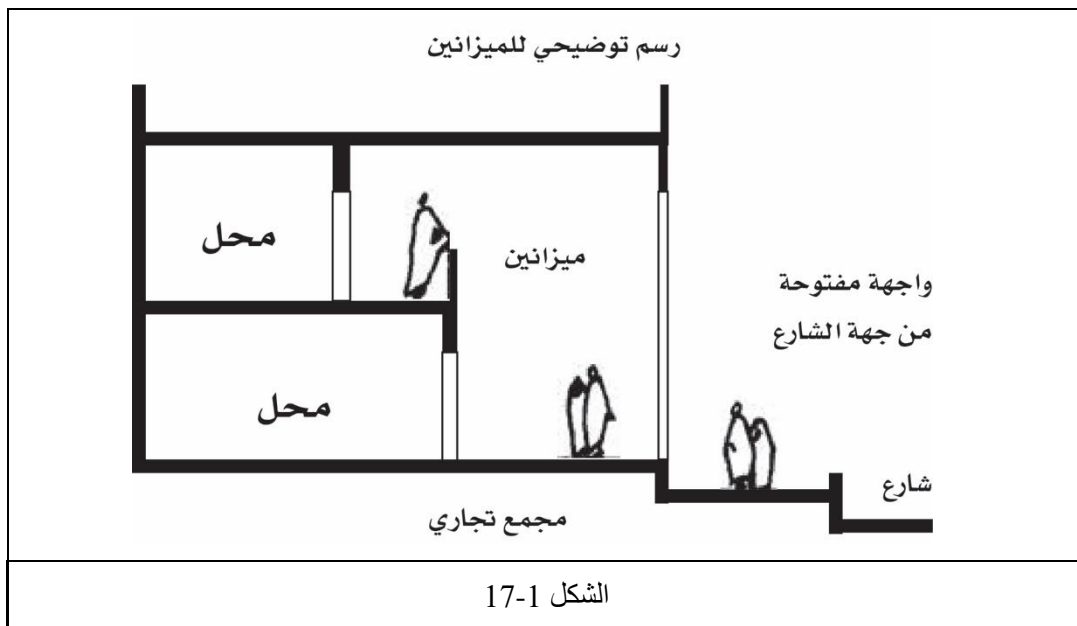 رسم توضيحي للميزانين
محل
ميزانين
واجهة مفتوحة
من جهة الشارع
محل
شارع
مجمع تجاري
الشكل 1-17